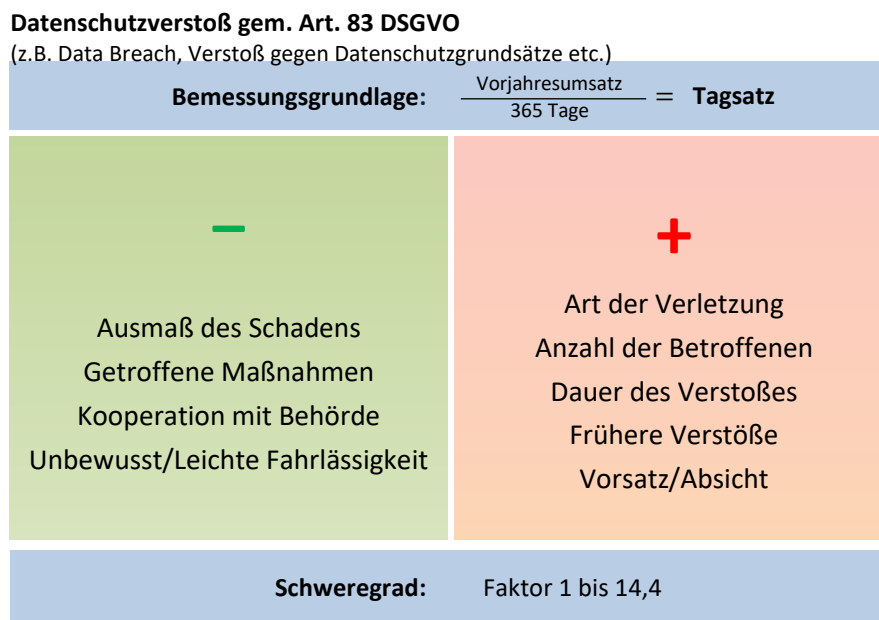 Datenschutzverstoß gem. Art. 83 DSGVO
(z.B. Data Breach, Verstoß gegen Datenschutzgrundsätze etc.)
Bemessungsgrundlage: Vorjahresumsatz / 365 Tage = Tagsatz
−
Ausmaß des Schadens
Getroffene Maßnahmen
Kooperation mit Behörde
Unbewusst/Leichte Fahrlässigkeit
+
Art der Verletzung
Anzahl der Betroffenen
Dauer des Verstoßes
Frühere Verstöße
Vorsatz/Absicht
Schweregrad: Faktor 1 bis 14,4